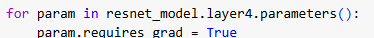 for param in resnet_model.layer4.parameters():
    param.requires_grad = True